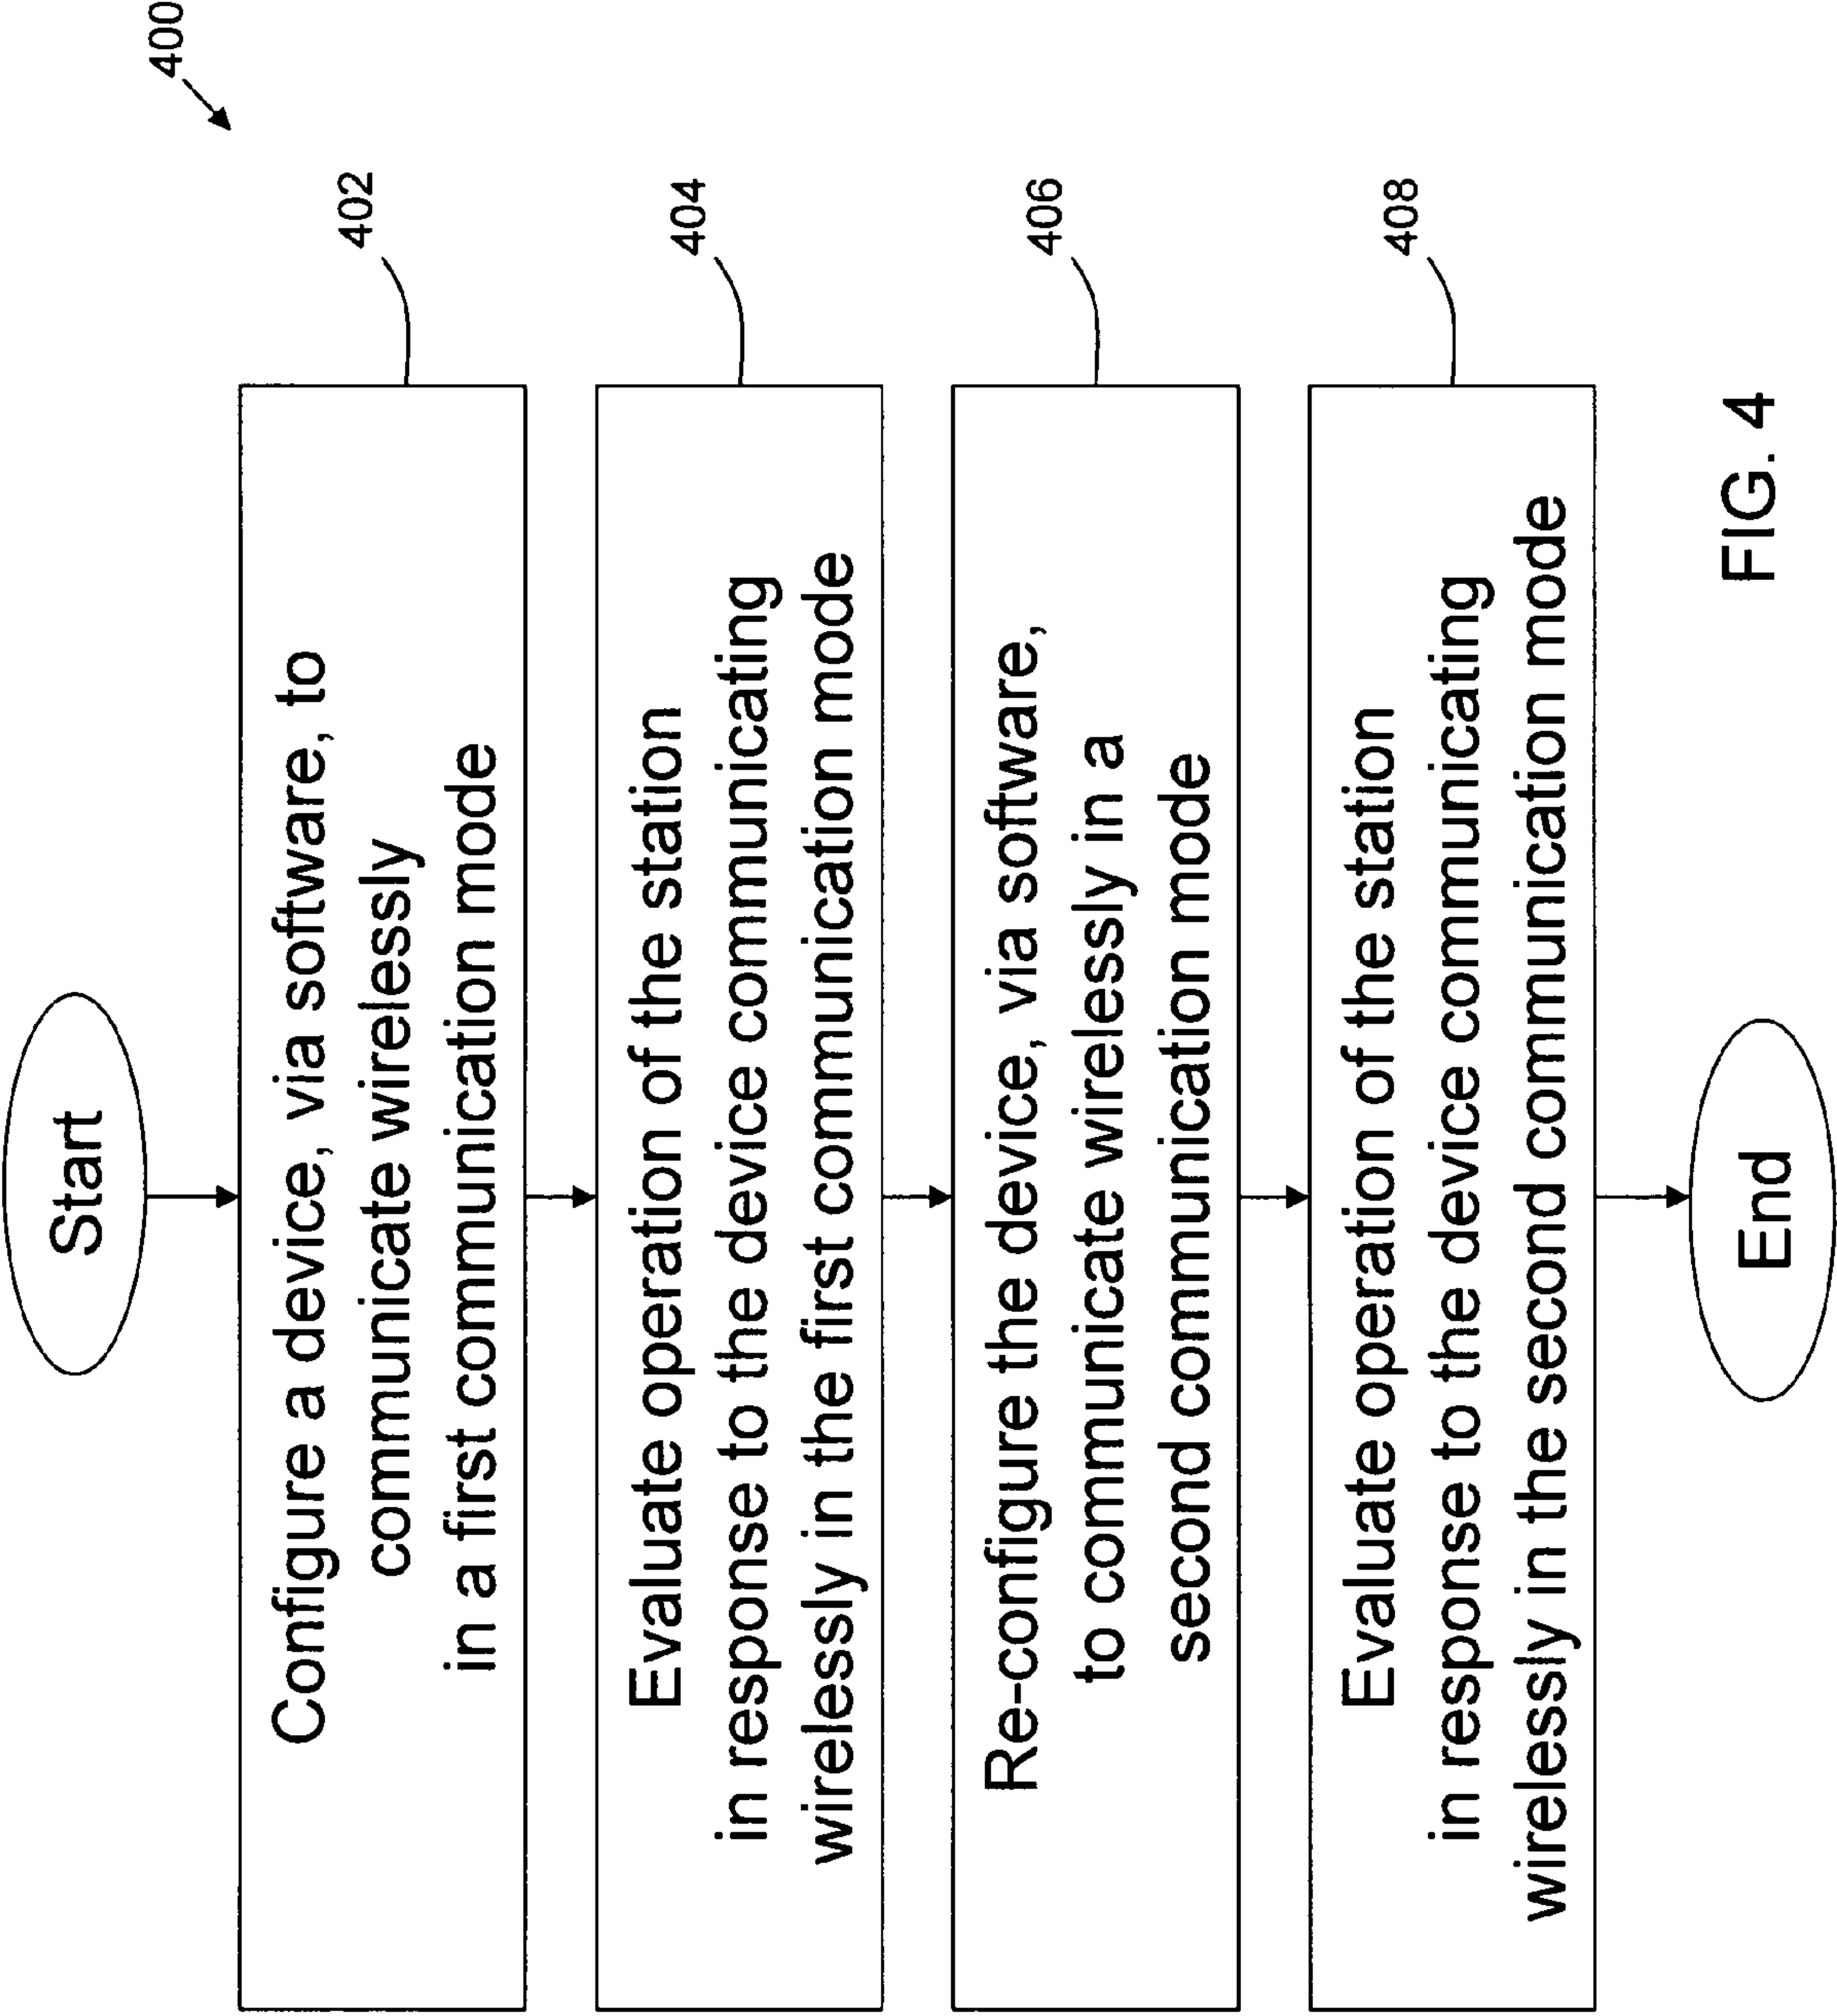 400
Start
402
Configure a device, via software, to
communicate wirelessly
in a first communication mode
404
Evaluate operation of the station
in response to the device communicating
wirelessly in the first communication mode
406
Re-configure the device, via software,
to communicate wirelessly in a
second communication mode
408
Evaluate operation of the station
in response to the device communicating
wirelessly in the second communication mode
End
FIG. 4